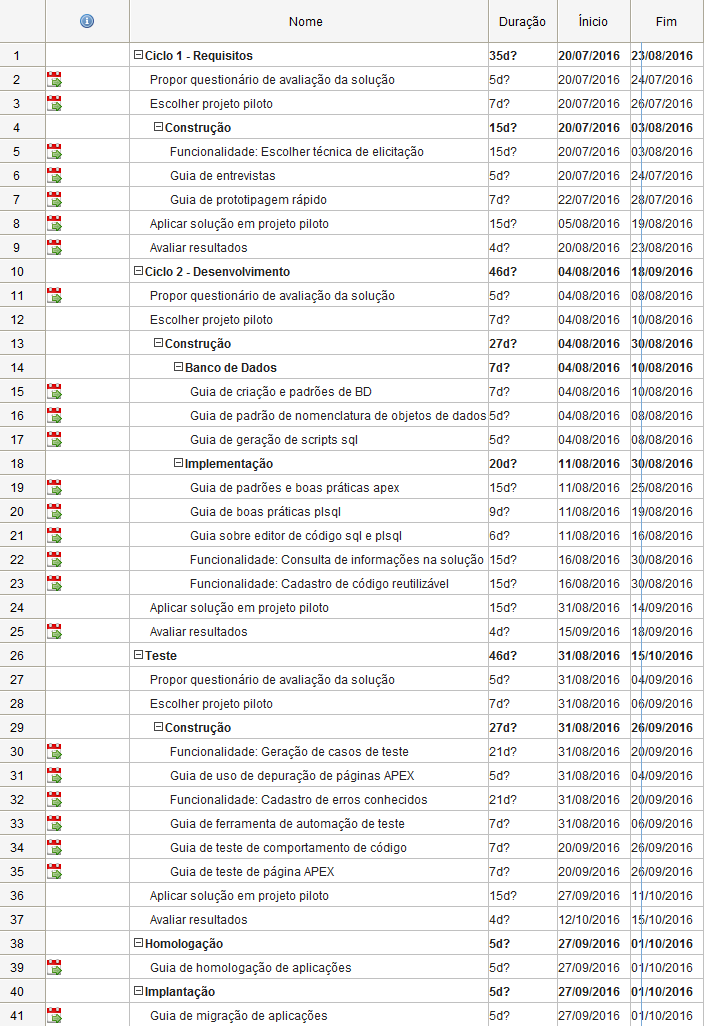 Nome Duração Ínicio Fim
1 Ciclo 1 - Requisitos 35d? 20/07/2016 23/08/2016
2 Propor questionário de avaliação da solução 5d? 20/07/2016 24/07/2016
3 Escolher projeto piloto 7d? 20/07/2016 26/07/2016
4 Construção 15d? 20/07/2016 03/08/2016
5 Funcionalidade: Escolher técnica de elicitação 15d? 20/07/2016 03/08/2016
6 Guia de entrevistas 5d? 20/07/2016 24/07/2016
7 Guia de prototipagem rápido 7d? 22/07/2016 28/07/2016
8 Aplicar solução em projeto piloto 15d? 05/08/2016 19/08/2016
9 Avaliar resultados 4d? 20/08/2016 23/08/2016
10 Ciclo 2 - Desenvolvimento 46d? 04/08/2016 18/09/2016
11 Propor questionário de avaliação da solução 5d? 04/08/2016 08/08/2016
12 Escolher projeto piloto 7d? 04/08/2016 10/08/2016
13 Construção 27d? 04/08/2016 30/08/2016
14 Banco de Dados 7d? 04/08/2016 10/08/2016
15 Guia de criação e padrões de BD 7d? 04/08/2016 10/08/2016
16 Guia de padrão de nomenclatura de objetos de dados 5d? 04/08/2016 08/08/2016
17 Guia de geração de scripts sql 5d? 04/08/2016 08/08/2016
18 Implementação 20d? 11/08/2016 30/08/2016
19 Guia de padrões e boas práticas apex 15d? 11/08/2016 25/08/2016
20 Guia de boas práticas plsql 9d? 11/08/2016 19/08/2016
21 Guia sobre editor de código sql e plsql 6d? 11/08/2016 16/08/2016
22 Funcionalidade: Consulta de informações na solução 15d? 16/08/2016 30/08/2016
23 Funcionalidade: Cadastro de código reutilizável 15d? 16/08/2016 30/08/2016
24 Aplicar solução em projeto piloto 15d? 31/08/2016 14/09/2016
25 Avaliar resultados 4d? 15/09/2016 18/09/2016
26 Teste 46d? 31/08/2016 15/10/2016
27 Propor questionário de avaliação da solução 5d? 31/08/2016 04/09/2016
28 Escolher projeto piloto 7d? 31/08/2016 06/09/2016
29 Construção 27d? 31/08/2016 26/09/2016
30 Funcionalidade: Geração de casos de teste 21d? 31/08/2016 20/09/2016
31 Guia de uso de depuração de páginas APEX 5d? 31/08/2016 04/09/2016
32 Funcionalidade: Cadastro de erros conhecidos 21d? 31/08/2016 20/09/2016
33 Guia de ferramenta de automação de teste 7d? 31/08/2016 06/09/2016
34 Guia de teste de comportamento de código 7d? 20/09/2016 26/09/2016
35 Guia de teste de página APEX 7d? 20/09/2016 26/09/2016
36 Aplicar solução em projeto piloto 15d? 27/09/2016 11/10/2016
37 Avaliar resultados 4d? 12/10/2016 15/10/2016
38 Homologação 5d? 27/09/2016 01/10/2016
39 Guia de homologação de aplicações 5d? 27/09/2016 01/10/2016
40 Implantação 5d? 27/09/2016 01/10/2016
41 Guia de migração de aplicações 5d? 27/09/2016 01/10/2016